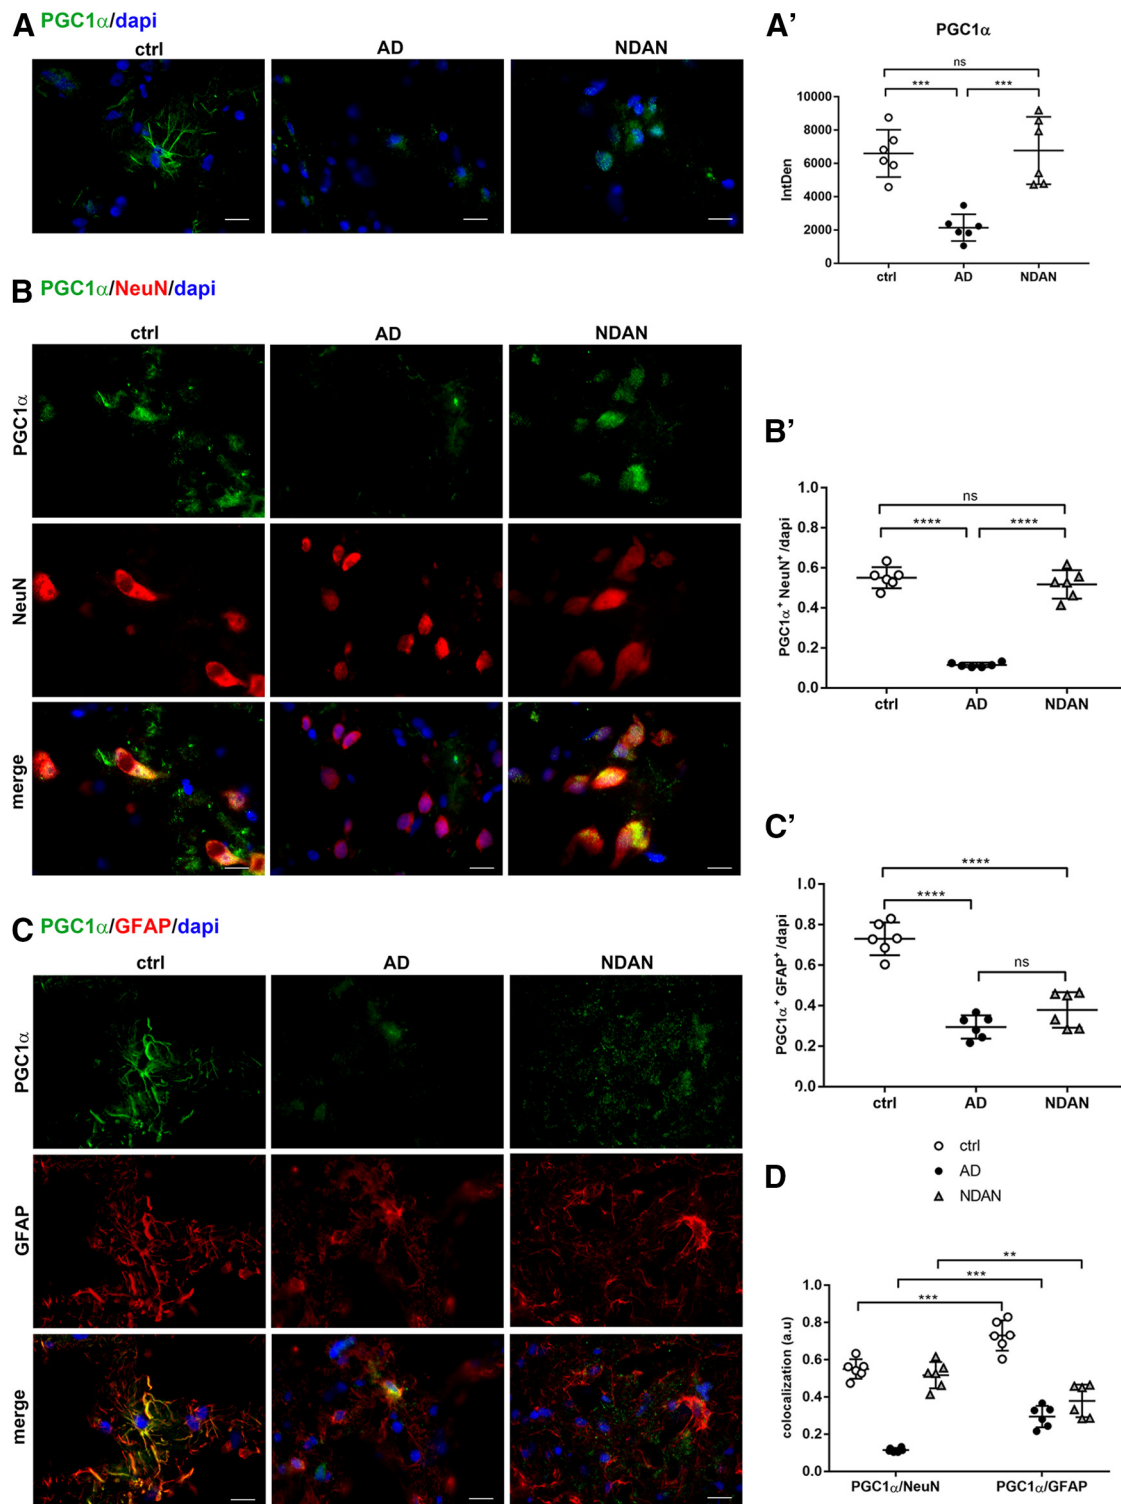 A PGC1α/dapi
ctrl AD NDAN
A'
PGC1α
ns
*** ***
10000
8000
6000
4000
2000
0
IntDen
ctrl AD NDAN
B PGC1α/NeuN/dapi
ctrl AD NDAN
PGC1α
NeuN
merge
B'
ns
**** ****
1.0
0.8
0.6
0.4
0.2
0.0
PGC1α⁺ NeuN⁺/dapi
ctrl AD NDAN
C PGC1α/GFAP/dapi
ctrl AD NDAN
PGC1α
GFAP
merge
C'
****
****
ns
1.0
0.8
0.6
0.4
0.2
0.0
PGC1α⁺ GFAP⁺/dapi
ctrl AD NDAN
D
ctrl
AD
NDAN
**
***
***
1.0
0.8
0.6
0.4
0.2
0.0
colocalization (a.u)
PGC1α/NeuN PGC1α/GFAP